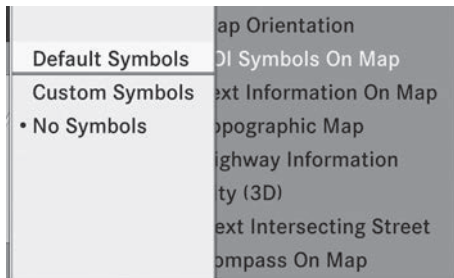 ap Orientation
Default Symbols
OI Symbols On Map
Custom Symbols
ext Information On Map
• No Symbols
opographic Map
ighway Information
ty (3D)
ext Intersecting Street
ompass On Map